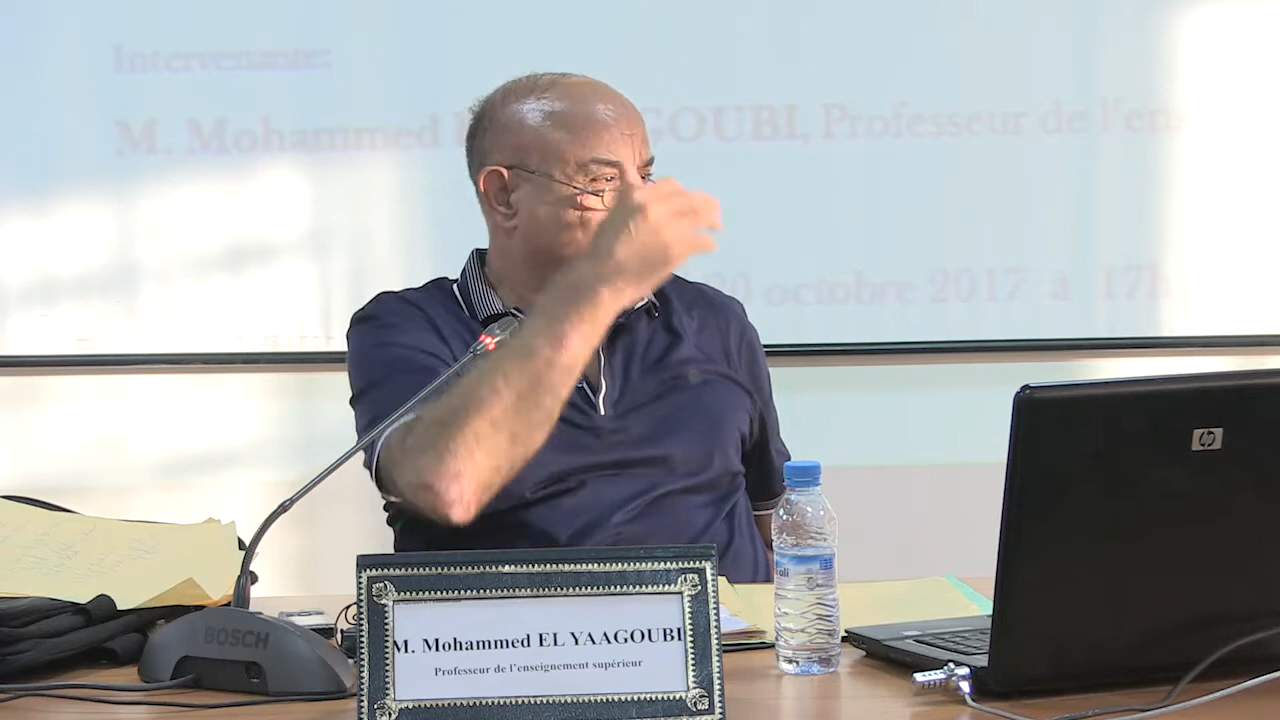 Intervenante:
M. Mohammed GOUBI, Professeur de l'en
20 octobre 2017 à 17h
BOSCH
hp
M. Mohammed EL YAAGOUBI
Professeur de l'enseignement supérieur